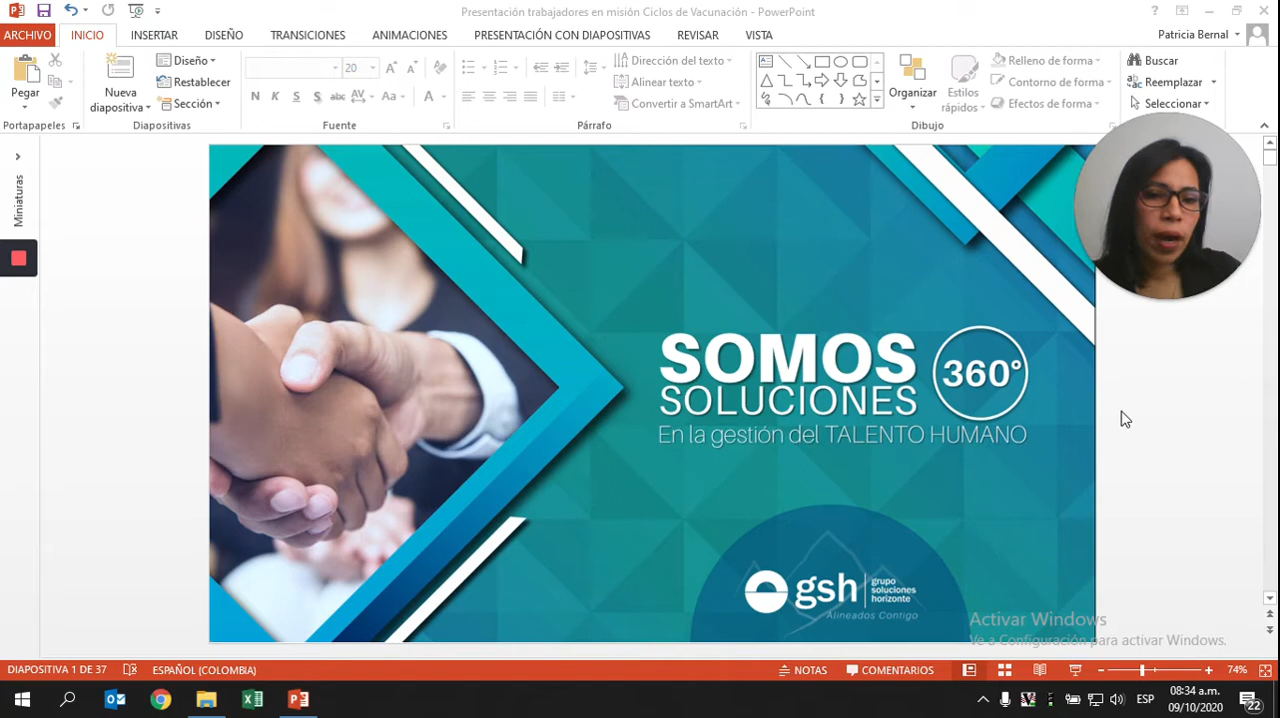 Presentación trabajadores en misión Ciclos de Vacunación - PowerPoint
ARCHIVO INICIO INSERTAR DISEÑO TRANSICIONES ANIMACIONES PRESENTACIÓN CON DIAPOSITIVAS REVISAR VISTA Patricia Bernal
Pegar
Nueva diapositiva
Diseño
Restablecer
Sección
20
N K S S abc AV Aa A
Dirección del texto
Alinear texto
Convertir a SmartArt
Organizar
Estilos rápidos
Relleno de forma
Contorno de forma
Efectos de forma
Buscar
Reemplazar
Seleccionar
Portapapeles Diapositivas Fuente Párrafo Dibujo
Miniaturas
SOMOS
SOLUCIONES
360°
En la gestión del TALENTO HUMANO
gsh
grupo
soluciones
horizonte
Alineados Contigo
Activar Windows
Ve a Configuración para activar Windows.
DIAPOSITIVA 1 DE 37 ESPAÑOL (COLOMBIA) NOTAS COMENTARIOS 74%
ESP
08:34 a.m.
09/10/2020
22